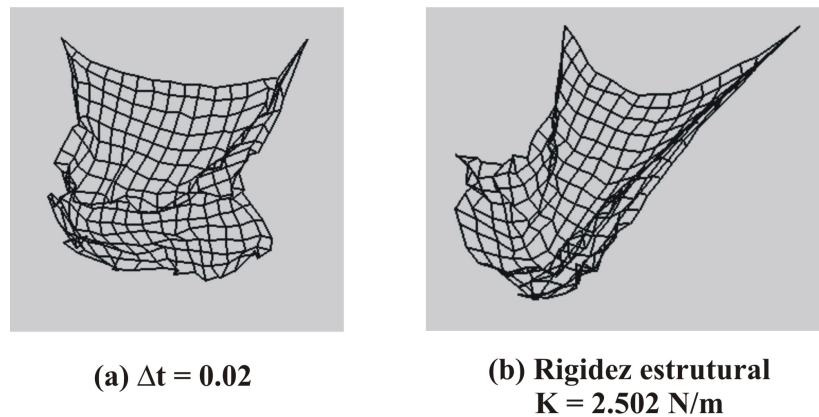 (a) Δt = 0.02
(b) Rigidez estrutural
K = 2.502 N/m